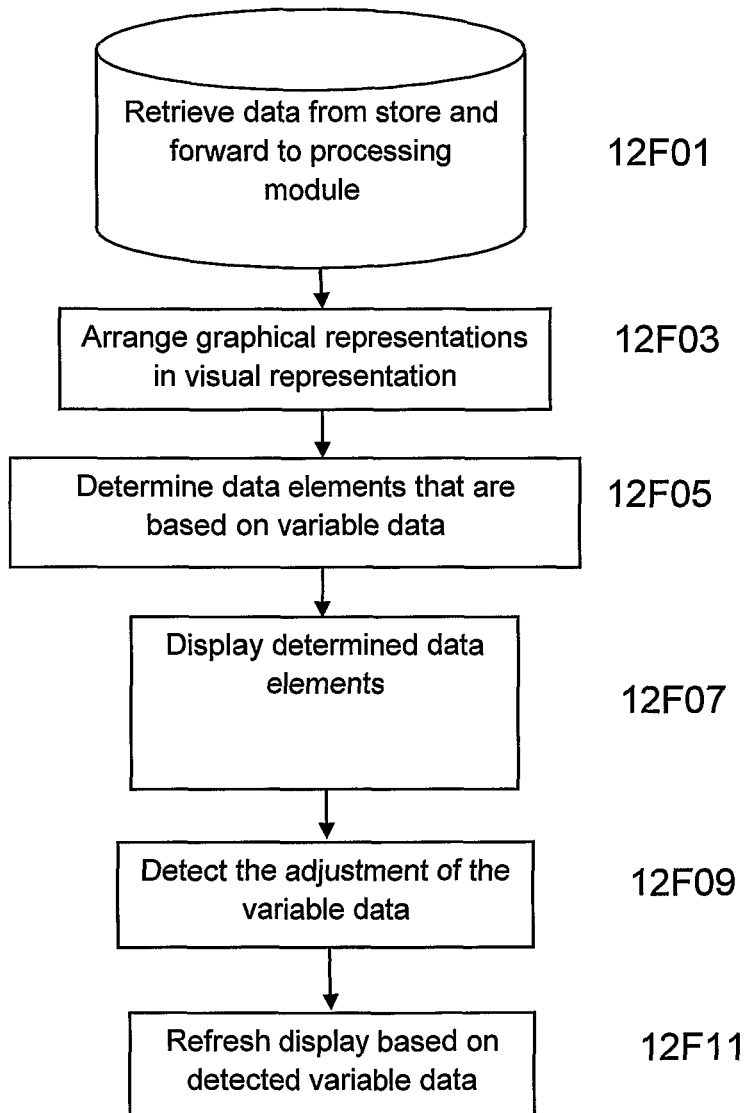 Retrieve data from store and
forward to processing
module
12F01
Arrange graphical representations
in visual representation
12F03
Determine data elements that are
based on variable data
12F05
Display determined data
elements
12F07
Detect the adjustment of the
variable data
12F09
Refresh display based on
detected variable data
12F11